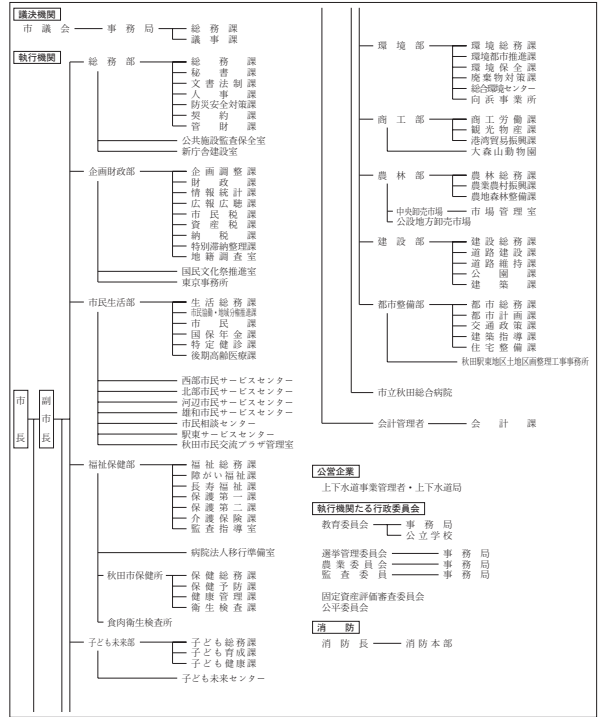 議決機関
市議会 事務局 総務課
議事課
執行機関
総務部 総務課
秘書課
文書法制課
人事課
防災安全対策課
契約課
管財課
公共施設監査保全室
新庁舎建設室
企画財政部 企画調整課
財政課
情報統計課
広報広聴課
市民税課
資産税課
納税課
特別滞納整理課
地籍調査室
国民文化祭推進室
東京事務所
市民生活部 生活総務課
市民協働・地域分権推進課
市民課
国保年金課
特定健診課
後期高齢医療課
西部市民サービスセンター
北部市民サービスセンター
河辺市民サービスセンター
雄和市民サービスセンター
市民相談センター
駅東サービスセンター
秋田市民交流プラザ管理室
市長 副市長
福祉保健部 福祉総務課
障がい福祉課
長寿福祉課
保護第一課
保護第二課
介護保険課
監査指導室
病院法人移行準備室
秋田市保健所 保健総務課
保健予防課
健康管理課
衛生検査課
食肉衛生検査所
子ども未来部 子ども総務課
子ども育成課
子ども健康課
子ども未来センター
環境部 環境総務課
環境都市推進課
環境保全課
廃棄物対策課
総合環境センター
向浜事業所
商工部 商工労働課
観光物産課
港湾貿易振興課
大森山動物園
農林部 農林総務課
農業農村振興課
農地森林整備課
中央卸売市場 市場管理室
公設地方卸売市場
建設部 建設総務課
道路建設課
道路維持課
公園課
建築課
都市整備部 都市総務課
都市計画課
交通政策課
建築指導課
住宅整備課
秋田駅東地区土地区画整理工事事務所
市立秋田総合病院
会計管理者 会計課
公営企業
上下水道事業管理者・上下水道局
執行機関たる行政委員会
教育委員会 事務局
公立学校
選挙管理委員会 事務局
農業委員会 事務局
監査委員 事務局
固定資産評価審査委員会
公平委員会
消防
消防長 消防本部